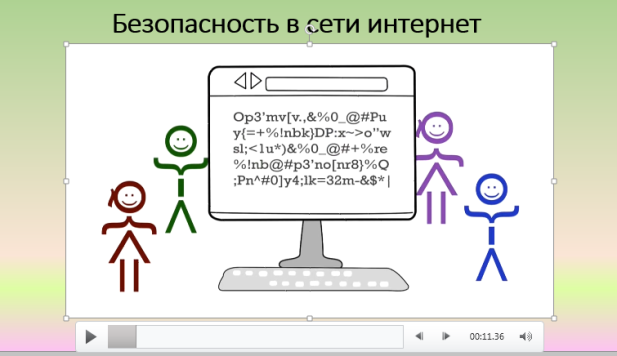 Безопасность в сети интернет
Op3'mv[v.,&%0_@#Pu
y{=+%!nbk}DP:x~>o"w
sl;<1u*)&%0_@#+%re
%!nb@#p3'no[nr8}%Q
;Pn^#0]y4;lk=32m-&$*|
00:11.36